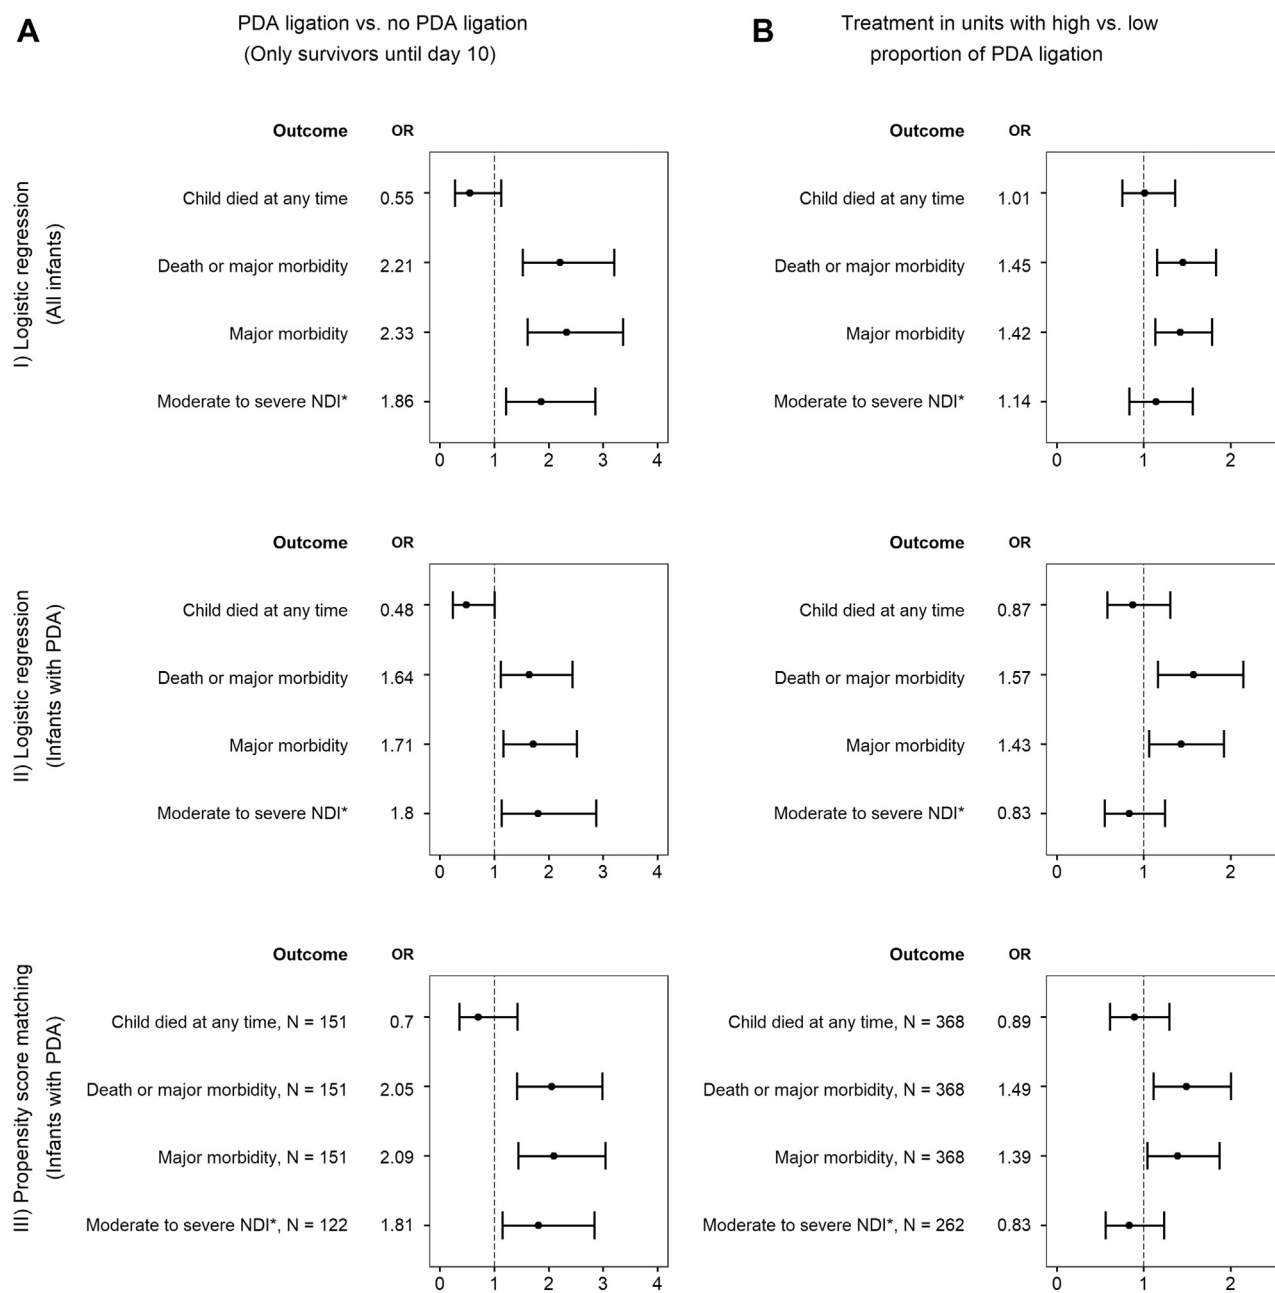 A
PDA ligation vs. no PDA ligation
(Only survivors until day 10)
B
Treatment in units with high vs. low
proportion of PDA ligation
I) Logistic regression
(All infants)
Outcome OR
Child died at any time 0.55
Death or major morbidity 2.21
Major morbidity 2.33
Moderate to severe NDI* 1.86
0 1 2 3 4
Outcome OR
Child died at any time 1.01
Death or major morbidity 1.45
Major morbidity 1.42
Moderate to severe NDI* 1.14
0 1 2
II) Logistic regression
(Infants with PDA)
Outcome OR
Child died at any time 0.48
Death or major morbidity 1.64
Major morbidity 1.71
Moderate to severe NDI* 1.8
0 1 2 3 4
Outcome OR
Child died at any time 0.87
Death or major morbidity 1.57
Major morbidity 1.43
Moderate to severe NDI* 0.83
0 1 2
III) Propensity score matching
(Infants with PDA)
Outcome OR
Child died at any time, N = 151 0.7
Death or major morbidity, N = 151 2.05
Major morbidity, N = 151 2.09
Moderate to severe NDI*, N = 122 1.81
0 1 2 3 4
Outcome OR
Child died at any time, N = 368 0.89
Death or major morbidity, N = 368 1.49
Major morbidity, N = 368 1.39
Moderate to severe NDI*, N = 262 0.83
0 1 2